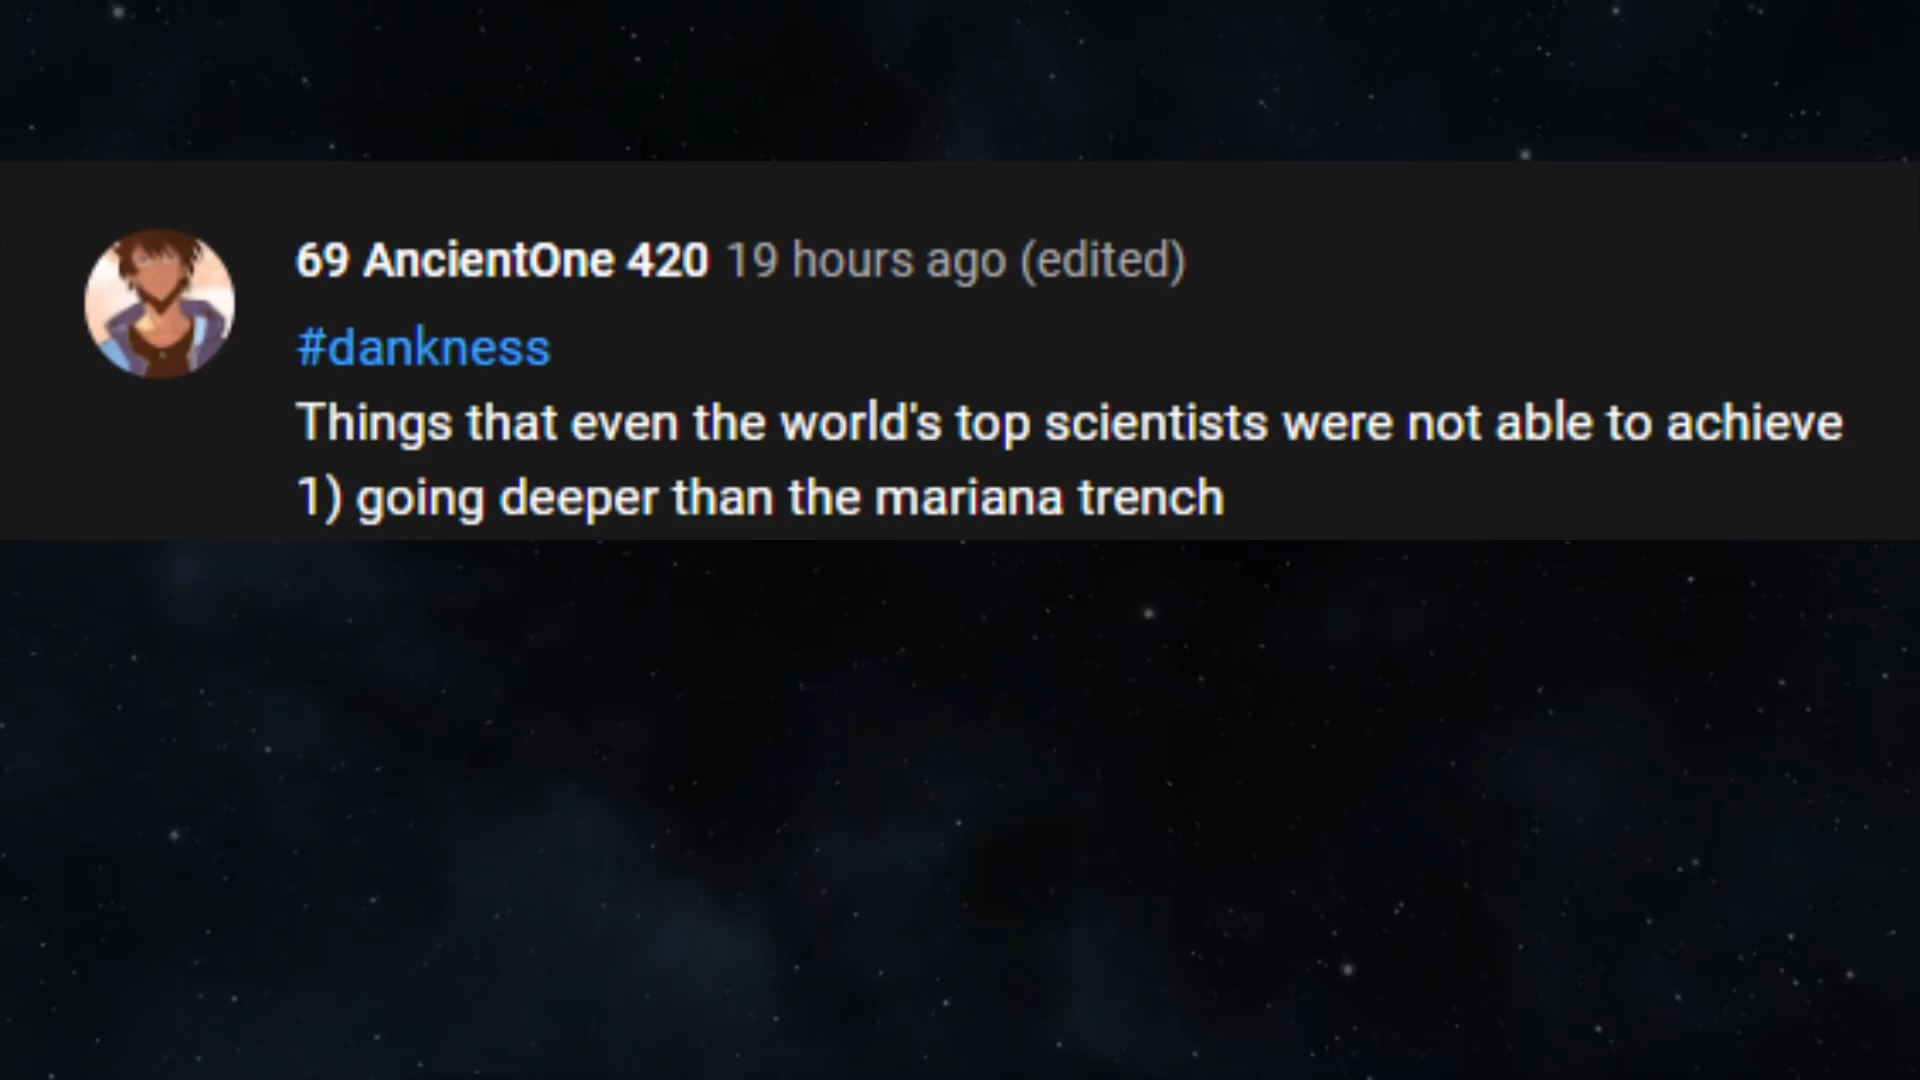 69 AncientOne 420 19 hours ago (edited)
#dankness
Things that even the world's top scientists were not able to achieve
1) going deeper than the mariana trench